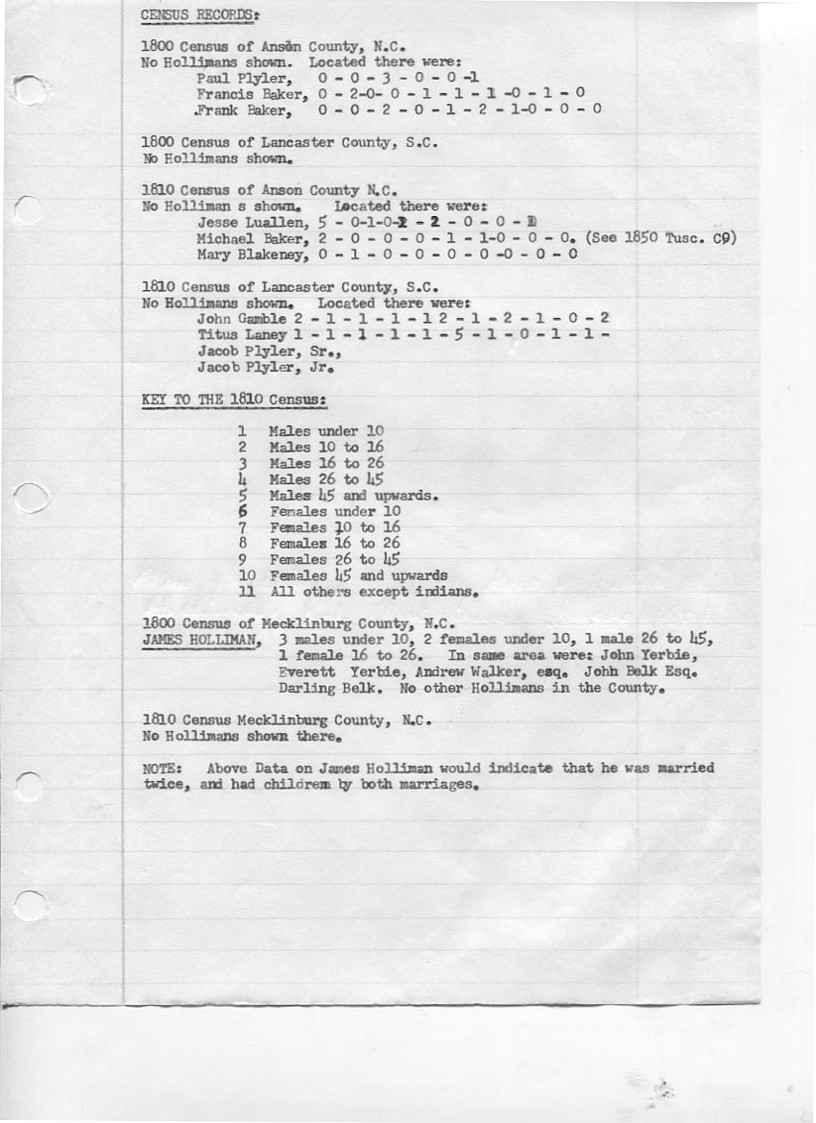 CENSUS RECORDS:
1800 Census of Anson County, N.C.
No Hollimans shown. Located there were:
Paul Plyler, 0 - 0 - 3 - 0 - 0 -1
Francis Baker, 0 - 2-0- 0 - 1 - 1 - 1 -0 - 1 - 0
.Frank Baker, 0 - 0 - 2 - 0 - 1 - 2 - 1-0 - 0 - 0
1800 Census of Lancaster County, S.C.
No Hollimans shown.
1810 Census of Anson County N.C.
No Holliman s shown. Located there were:
Jesse Luallen, 5 - 0-1-0- - 2 - 0 - 0 -
Michael Baker, 2 - 0 - 0 - 0 - 1 - 1-0 - 0 - 0. (See 1850 Tusc. CO)
Mary Blakeney, 0 - 1 - 0 - 0 - 0 - 0 -0 - 0 - 0
1810 Census of Lancaster County, S.C.
No Hollimans shown. Located there were:
John Gamble 2 - 1 - 1 - 1 - 1 2 - 1 - 2 - 1 - 0 - 2
Titus Laney 1 - 1 - 1 - 1 - 1 - 5 - 1 - 0 - 1 - 1 -
Jacob Plyler, Sr.,
Jacob Plyler, Jr.
KEY TO THE 1810 Census:
1 Males under 10
2 Males 10 to 16
3 Males 16 to 26
4 Males 26 to 45
5 Males 45 and upwards.
6 Females under 10
7 Females 10 to 16
8 Females 16 to 26
9 Females 26 to 45
10 Females 45 and upwards
11 All others except indians.
1800 Census of Mecklinburg County, N.C.
JAMES HOLLIMAN, 3 males under 10, 2 females under 10, 1 male 26 to 45,
1 female 16 to 26. In same area were: John Yerbie,
Everett Yerbie, Andrew Walker, esq. Johh Belk Esq.
Darling Belk. No other Hollimans in the County.
1810 Census Mecklinburg County, N.C.
No Hollimans shown there.
NOTE: Above Data on James Holliman would indicate that he was married
twice, and had children by both marriages.